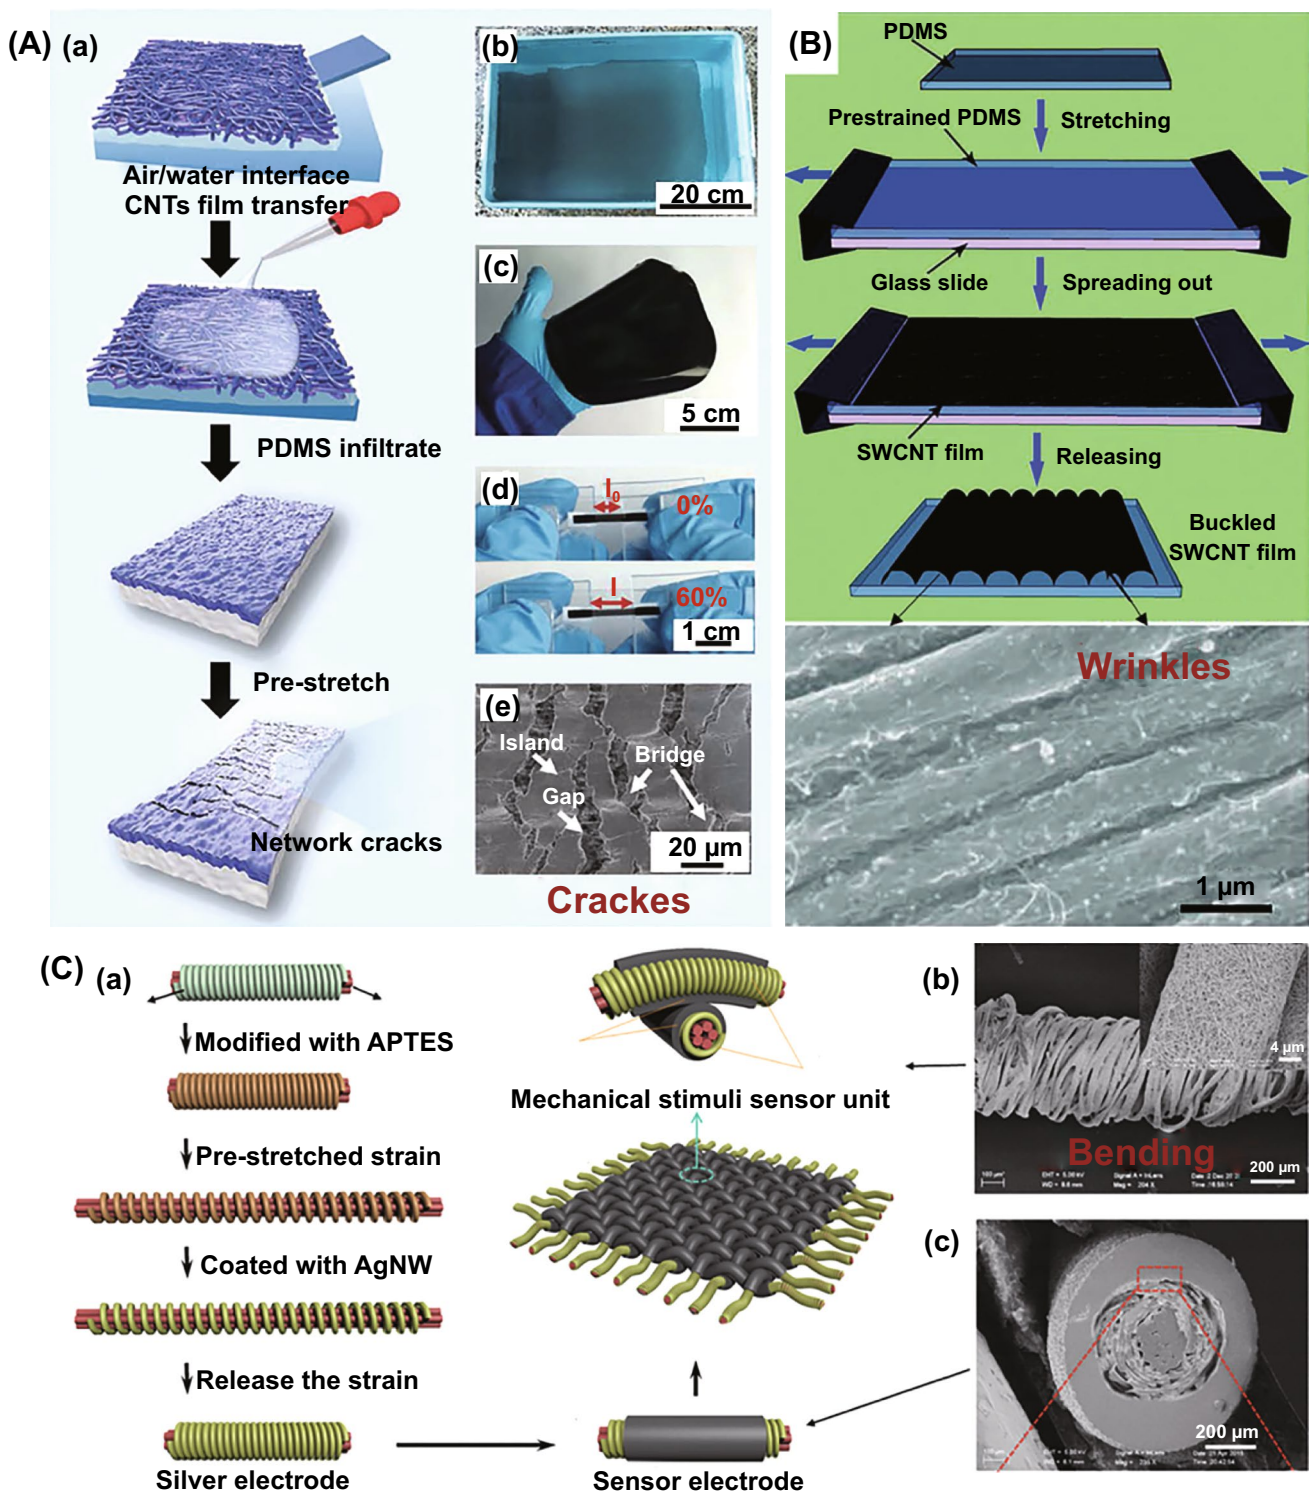 (A)
(a)
Air/water interface
CNTs film transfer
PDMS infiltrate
Pre-stretch
Network cracks
(b)
20 cm
(c)
5 cm
(d)
l0
0%
l
60%
1 cm
(e)
Island
Bridge
Gap
20 μm
Crackes
(B)
PDMS
Prestrained PDMS
Stretching
Glass slide
Spreading out
SWCNT film
Releasing
Buckled
SWCNT film
Wrinkles
1 μm
(C)
(a)
Modified with APTES
Pre-stretched strain
Coated with AgNW
Release the strain
Silver electrode
Sensor electrode
Mechanical stimuli sensor unit
(b)
4 μm
Bending
200 μm
(c)
200 μm